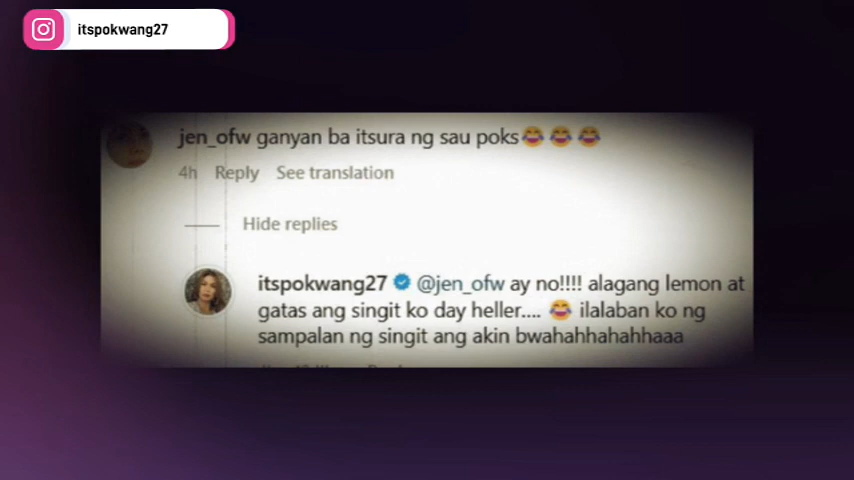 itspokwang27
jen_ofw ganyan ba itsura ng sau poks😂😂😂
4h Reply See translation
Hide replies
itspokwang27 @jen_ofw ay no!!!! alagang lemon at
gatas ang singit ko day heller.... 😂 ilalaban ko ng
sampalan ng singit ang akin bwahahhahahhaaa